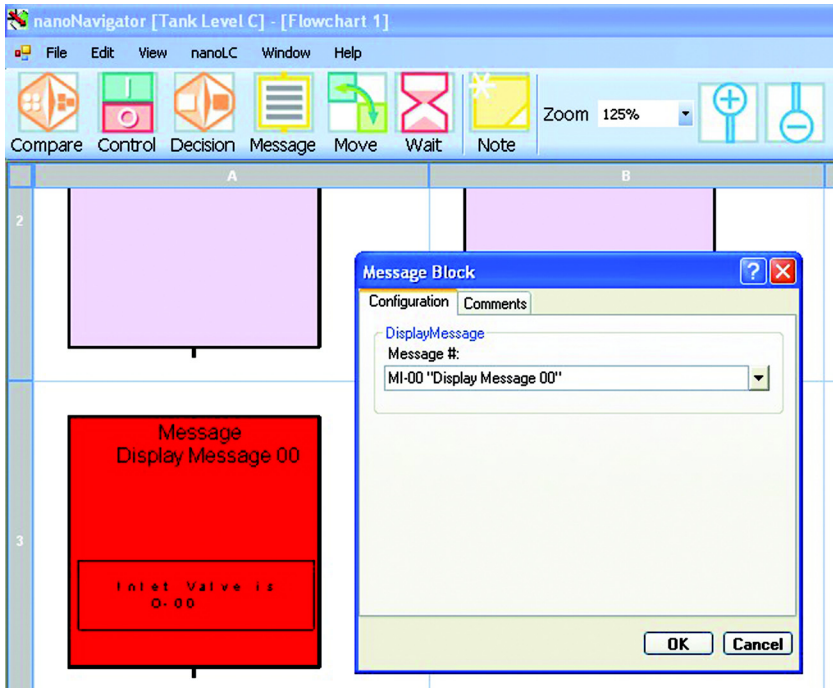 nanoNavigator [Tank Level C] - [Flowchart 1]
File Edit View nanoLC Window Help
Compare Control Decision Message Move Wait Note Zoom 125%
A B
2
Message Block
Configuration Comments
DisplayMessage
Message #:
MI-00 "Display Message 00"
Message
Display Message 00
3
Inlet Valve is
O-00
OK Cancel